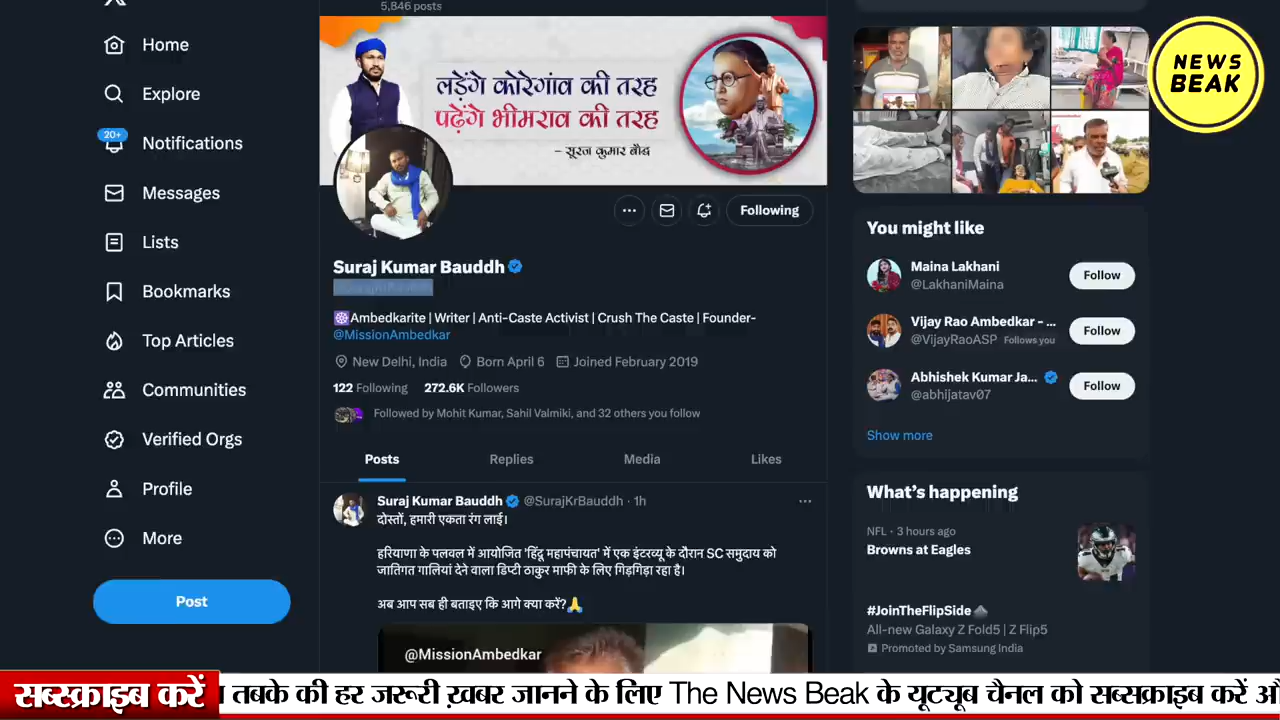 5,846 posts
Home
Explore
20+
Notifications
Messages
Lists
Bookmarks
Top Articles
Communities
Verified Orgs
Profile
More
Post
लड़ेंगे कोरेगांव की तरह
पढ़ेंगे भीमराव की तरह
- सूरज कुमार बौद्ध
Following
Suraj Kumar Bauddh
Ambedkarite | Writer | Anti-Caste Activist | Crush The Caste | Founder-
@MissionAmbedkar
New Delhi, India Born April 6 Joined February 2019
122 Following 272.6K Followers
Followed by Mohit Kumar, Sahil Valmiki, and 32 others you follow
Posts Replies Media Likes
Suraj Kumar Bauddh @SurajKrBauddh · 1h
दोस्तों, हमारी एकता रंग लाई।
हरियाणा के पलवल में आयोजित 'हिंदू महापंचायत' में एक इंटरव्यू के दौरान SC समुदाय को
जातिगत गालियां देने वाला डिप्टी ठाकुर माफी के लिए गिड़गिड़ा रहा है।
अब आप सब ही बताइए कि आगे क्या करें?🙏
@MissionAmbedkar
NEWS
BEAK
You might like
Maina Lakhani
@LakhaniMaina
Follow
Vijay Rao Ambedkar - ...
@VijayRaoASP Follows you
Follow
Abhishek Kumar Ja...
@abhijatav07
Follow
Show more
What's happening
NFL · 3 hours ago
Browns at Eagles
#JoinTheFlipSide
All-new Galaxy Z Fold5 | Z Flip5
Promoted by Samsung India
सब्स्क्राइब करें
तबके की हर जरूरी ख़बर जानने के लिए The News Beak के यूट्यूब चैनल को सब्सक्राइब करें औ